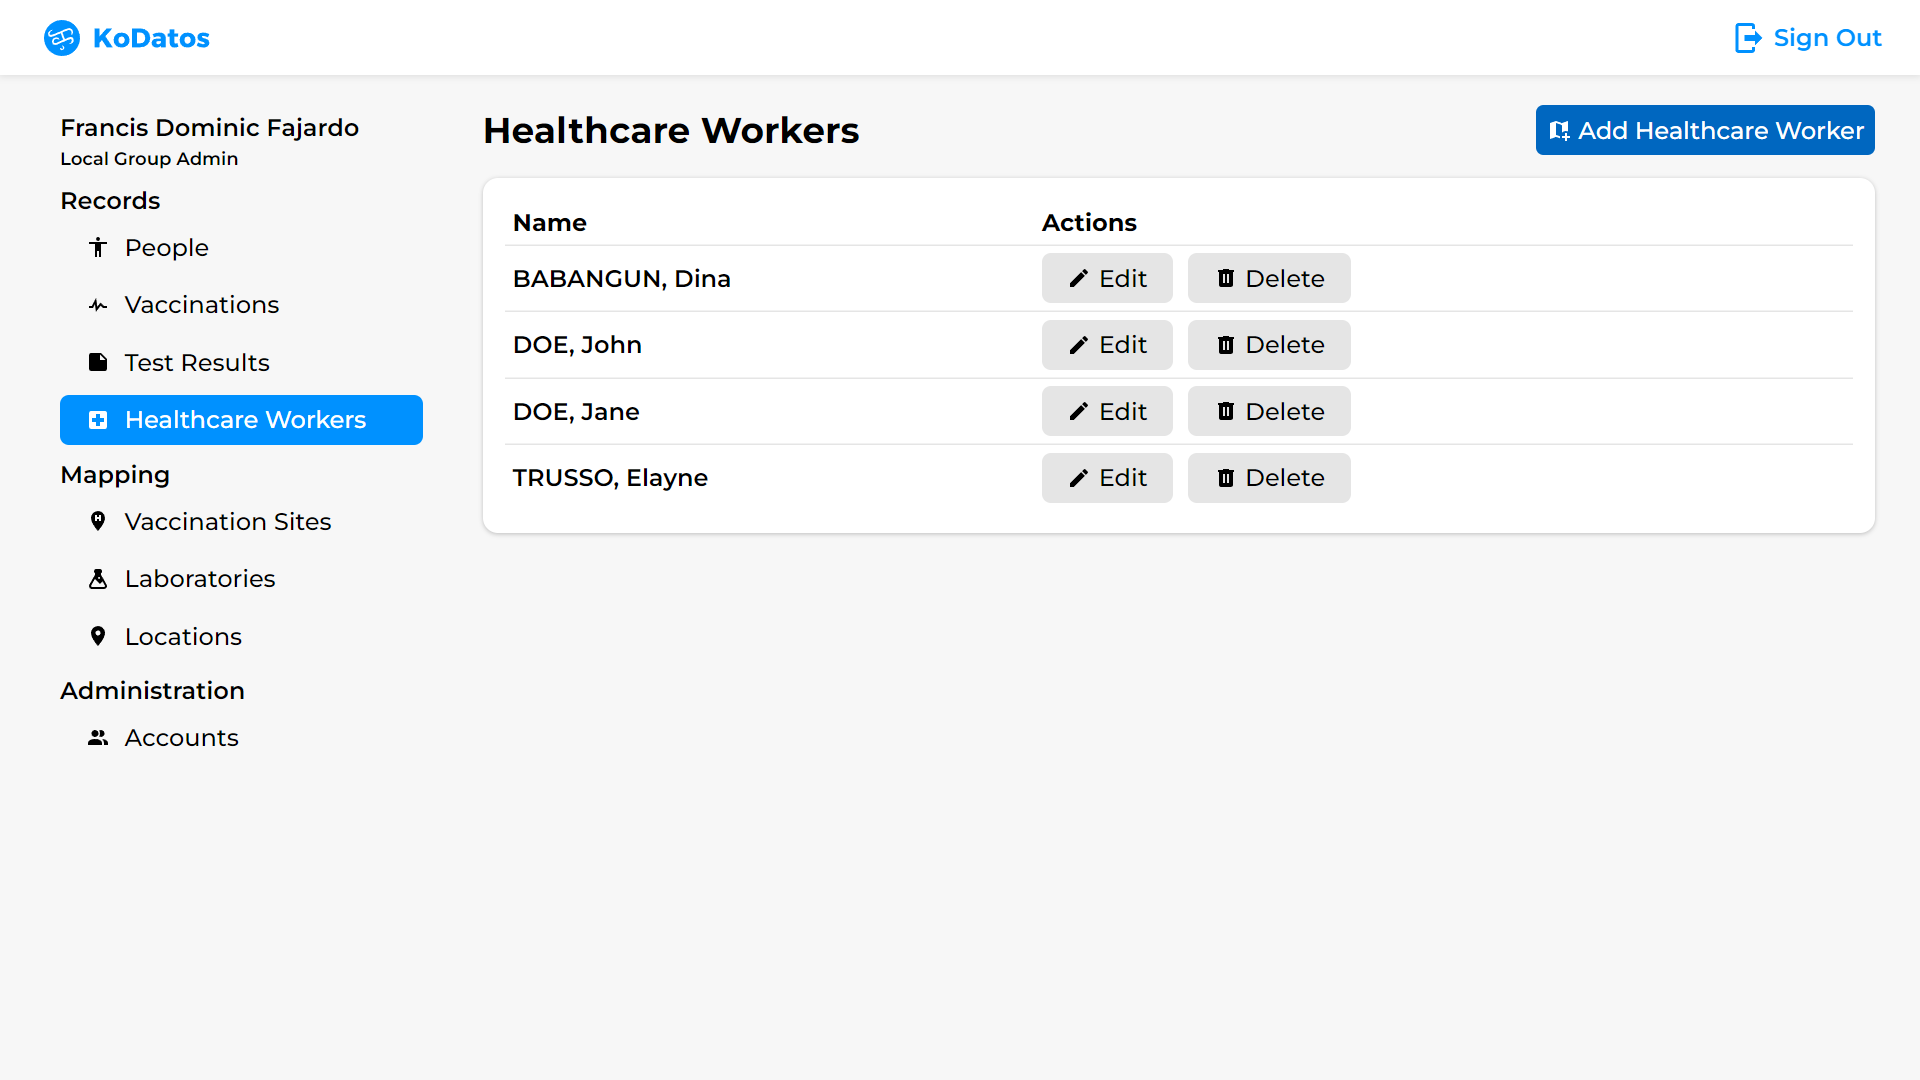 KoDatos
Sign Out
Francis Dominic Fajardo
Local Group Admin
Records
People
Vaccinations
Test Results
Healthcare Workers
Mapping
Vaccination Sites
Laboratories
Locations
Administration
Accounts
Healthcare Workers
Add Healthcare Worker
Name Actions
BABANGUN, Dina Edit Delete
DOE, John Edit Delete
DOE, Jane Edit Delete
TRUSSO, Elayne Edit Delete